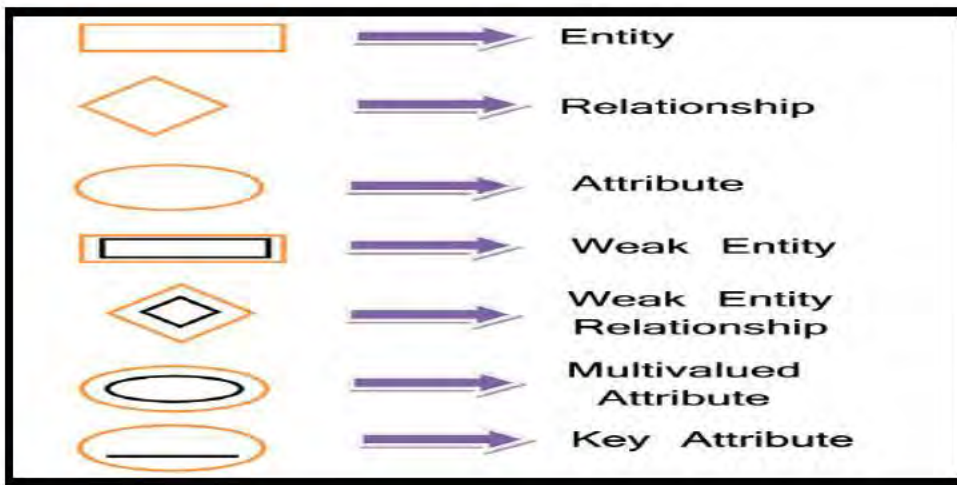 Entity
Relationship
Attribute
Weak Entity
Weak Entity
Relationship
Multivalued
Attribute
Key Attribute